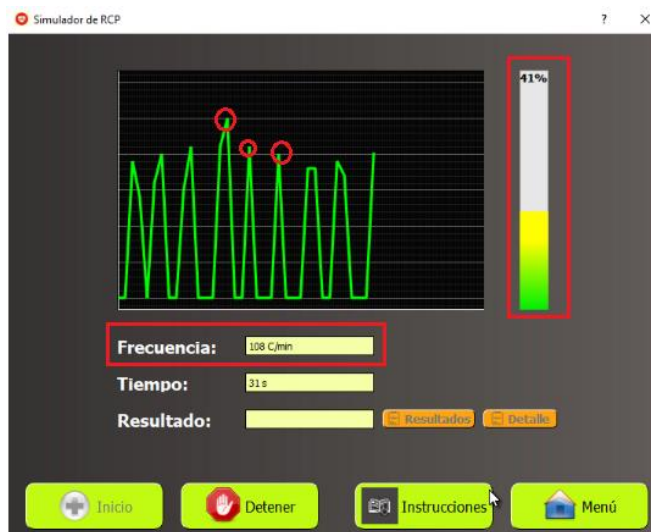 Simulador de RCP
41%
Frecuencia: 108 C/min
Tiempo: 31 s
Resultado: Resultados Detalle
Inicio Detener Instrucciones Menú